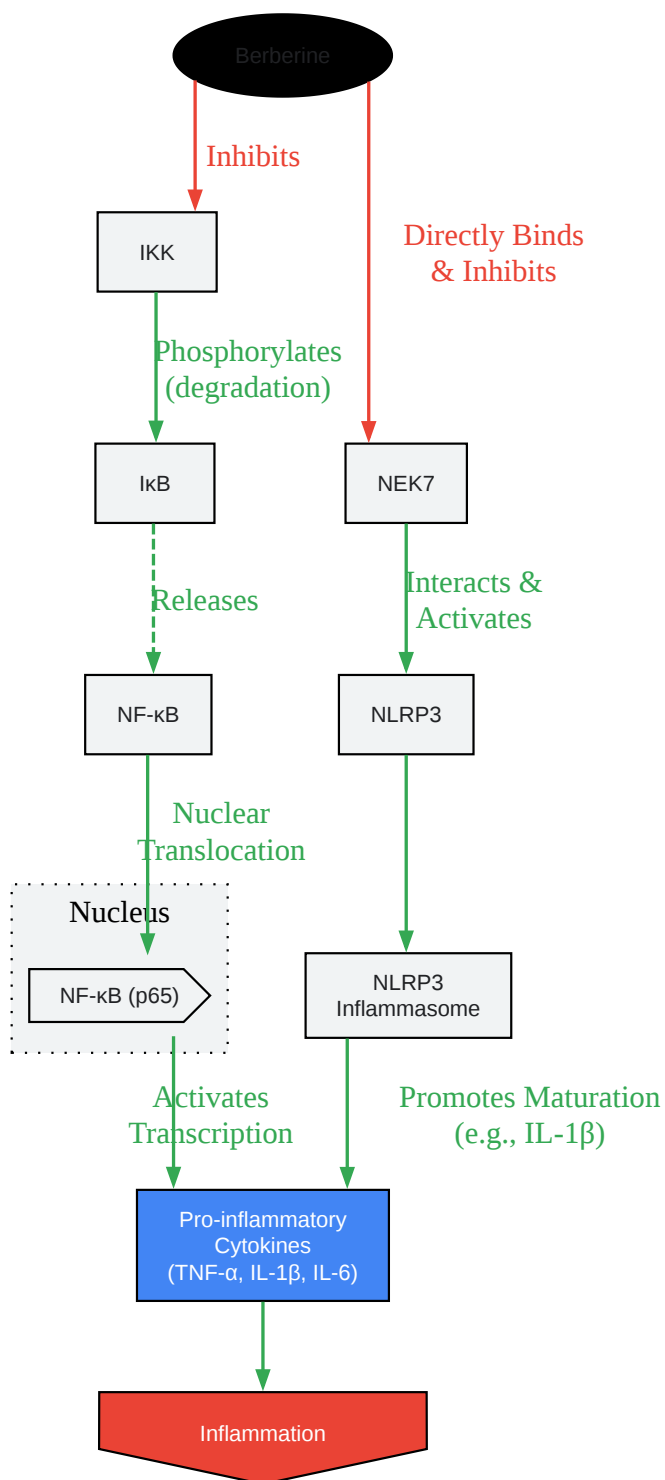 Berberine
Inhibits
Directly Binds
& Inhibits
IKK
Phosphorylates
(degradation)
IκB
NEK7
Releases
Interacts &
Activates
NF-κB
NLRP3
Nuclear
Translocation
Nucleus
NF-κB (p65)
NLRP3
Inflammasome
Activates
Transcription
Promotes Maturation
(e.g., IL-1β)
Pro-inflammatory
Cytokines
(TNF-α, IL-1β, IL-6)
Inflammation